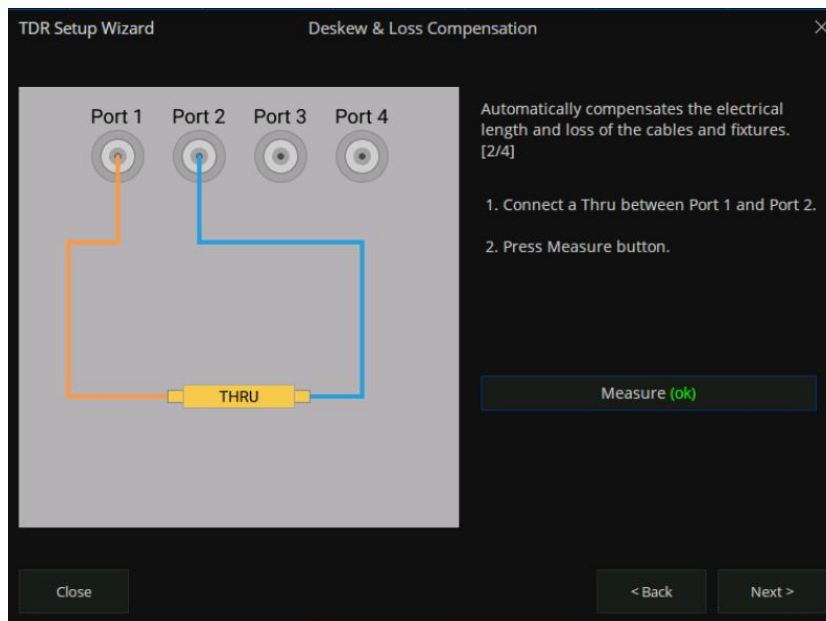 TDR Setup Wizard
Deskew & Loss Compensation
Port 1
Port 2
Port 3
Port 4
THRU
Automatically compensates the electrical
length and loss of the cables and fixtures.
[2/4]
1. Connect a Thru between Port 1 and Port 2.
2. Press Measure button.
Measure (ok)
Close
< Back
Next >